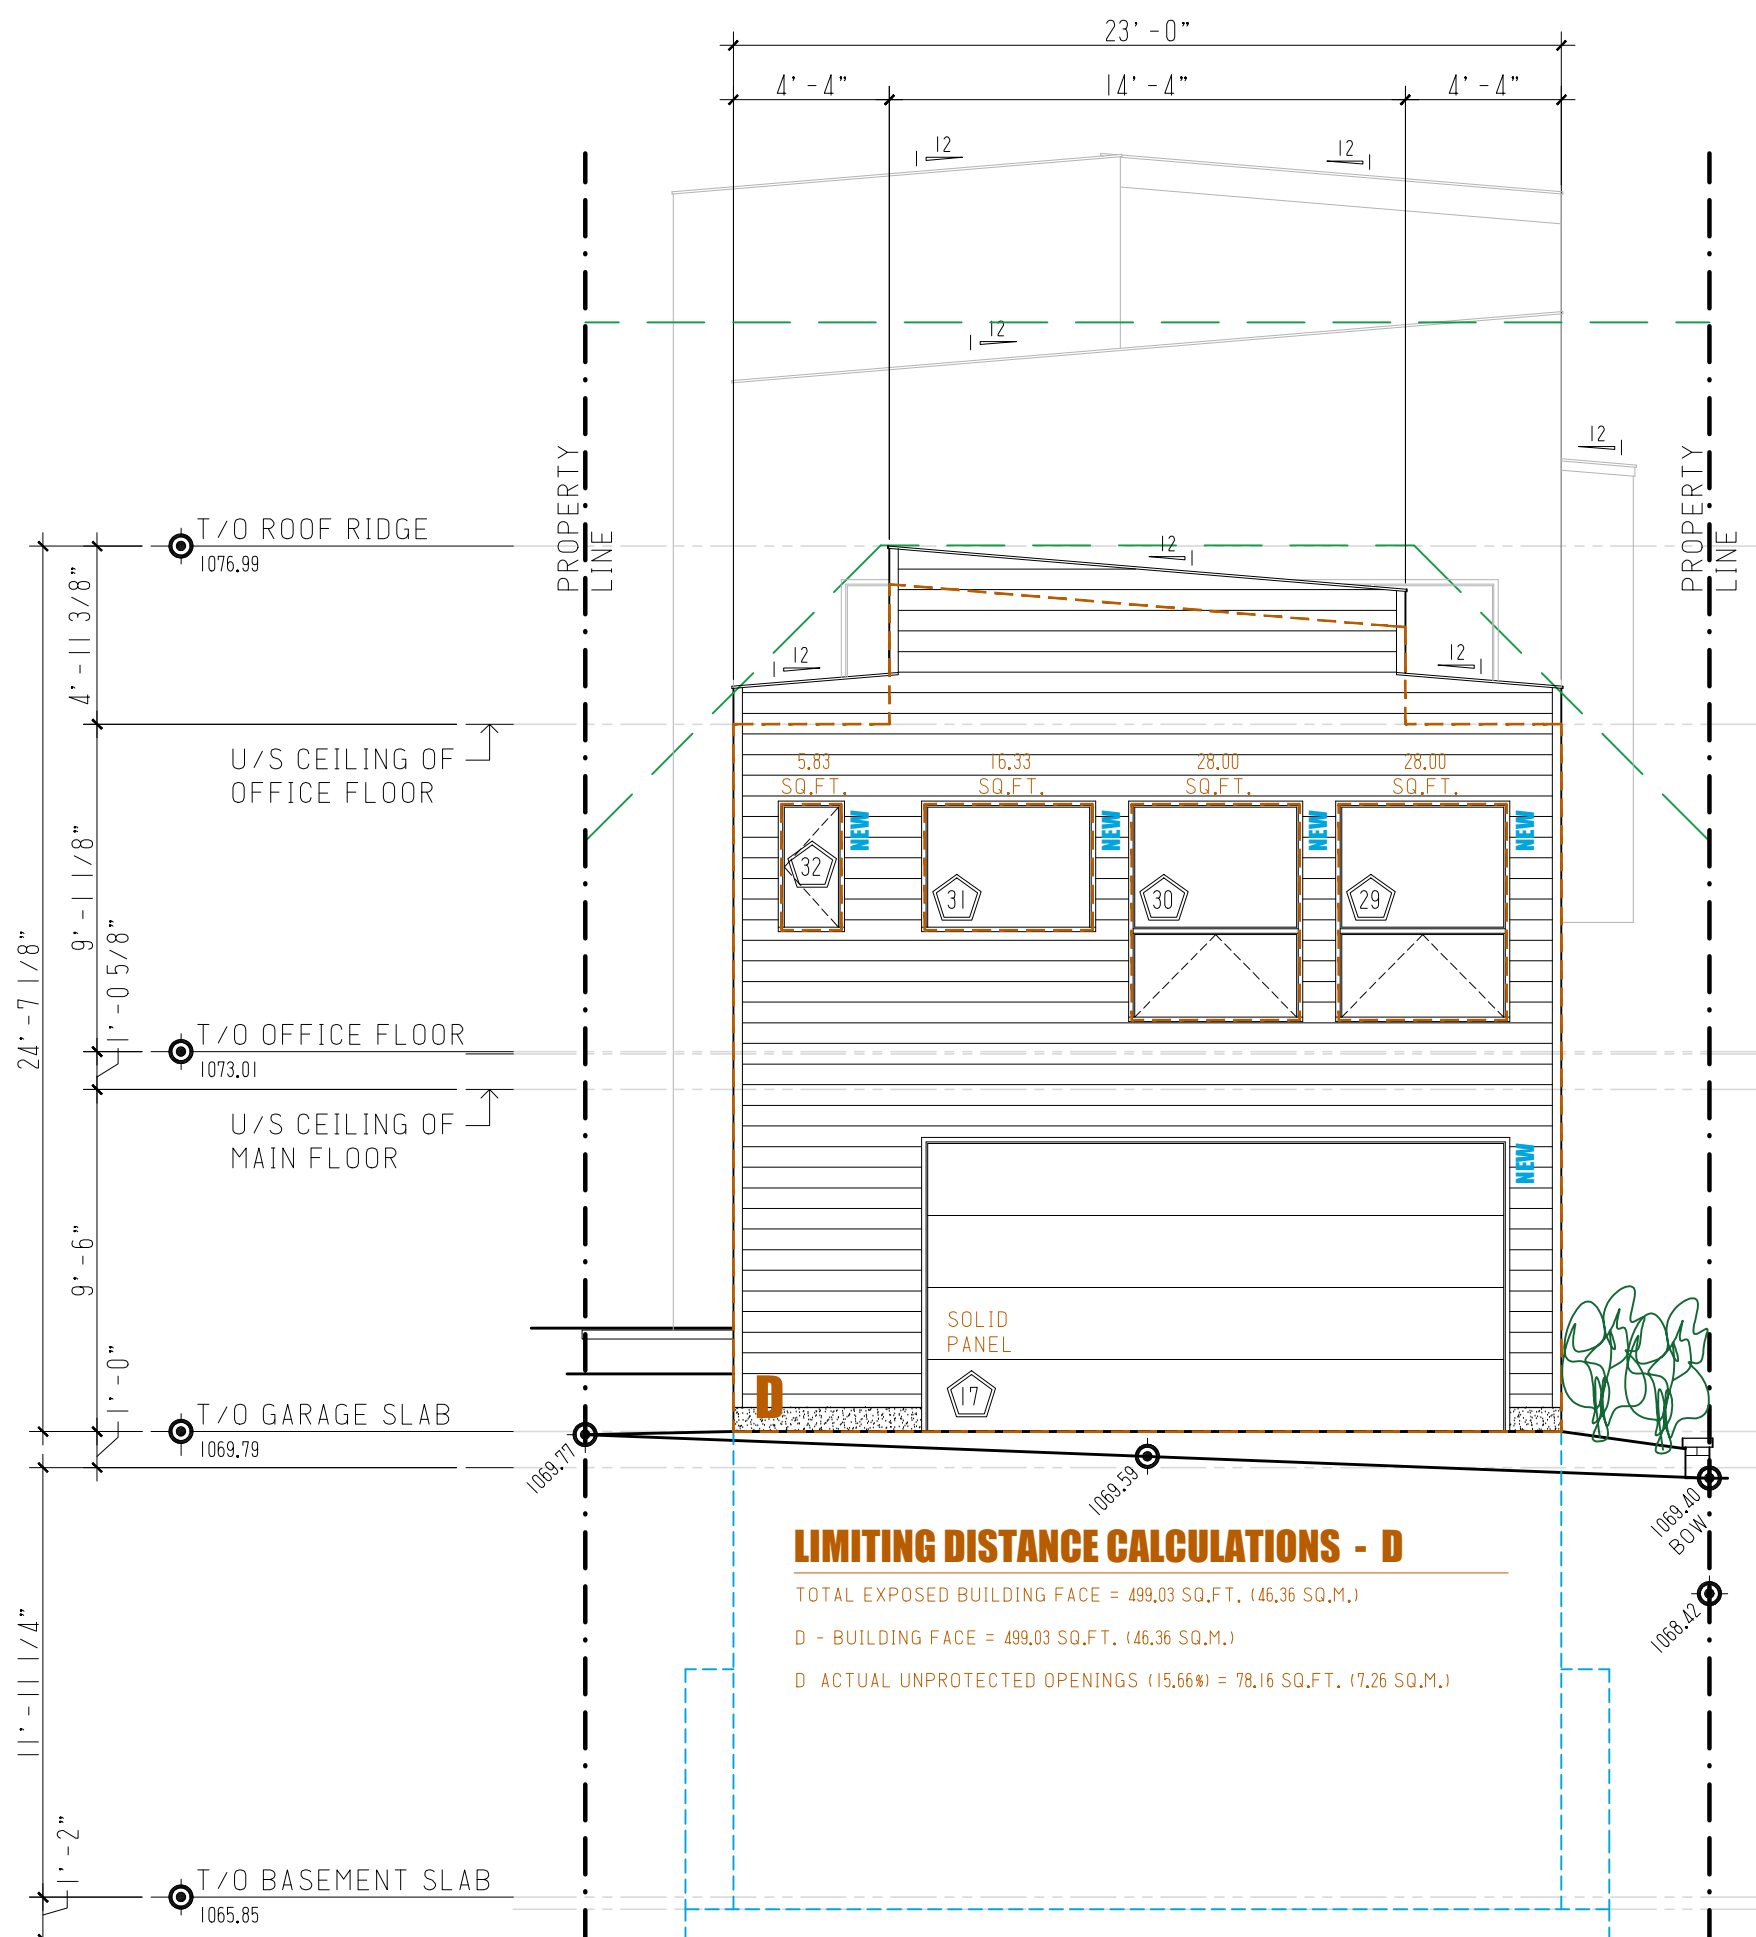 23'-0"
4'-4"
14'-4"
4'-4"
12
1
12
1
12
1
12
1
PROPERTY
LINE
PROPERTY
LINE
T/O ROOF RIDGE
1076.99
12
1
12
1
12
1
4'-11 3/8"
U/S CEILING OF
OFFICE FLOOR
5.83
SQ.FT.
16.33
SQ.FT.
28.00
SQ.FT.
28.00
SQ.FT.
NEW
NEW
NEW
NEW
32
31
30
29
9'-1 1/8"
24'-7 1/8"
1'-0 5/8"
T/O OFFICE FLOOR
1073.01
U/S CEILING OF
MAIN FLOOR
NEW
9'-6"
SOLID
PANEL
17
D
1'-0"
T/O GARAGE SLAB
1069.79
1069.77
1069.59
1069.40
BOW
1068.42
LIMITING DISTANCE CALCULATIONS - D
TOTAL EXPOSED BUILDING FACE = 499.03 SQ.FT. (46.36 SQ.M.)
D - BUILDING FACE = 499.03 SQ.FT. (46.36 SQ.M.)
D ACTUAL UNPROTECTED OPENINGS (15.66%) = 78.16 SQ.FT. (7.26 SQ.M.)
11'-11 1/4"
1'-2"
T/O BASEMENT SLAB
1065.85